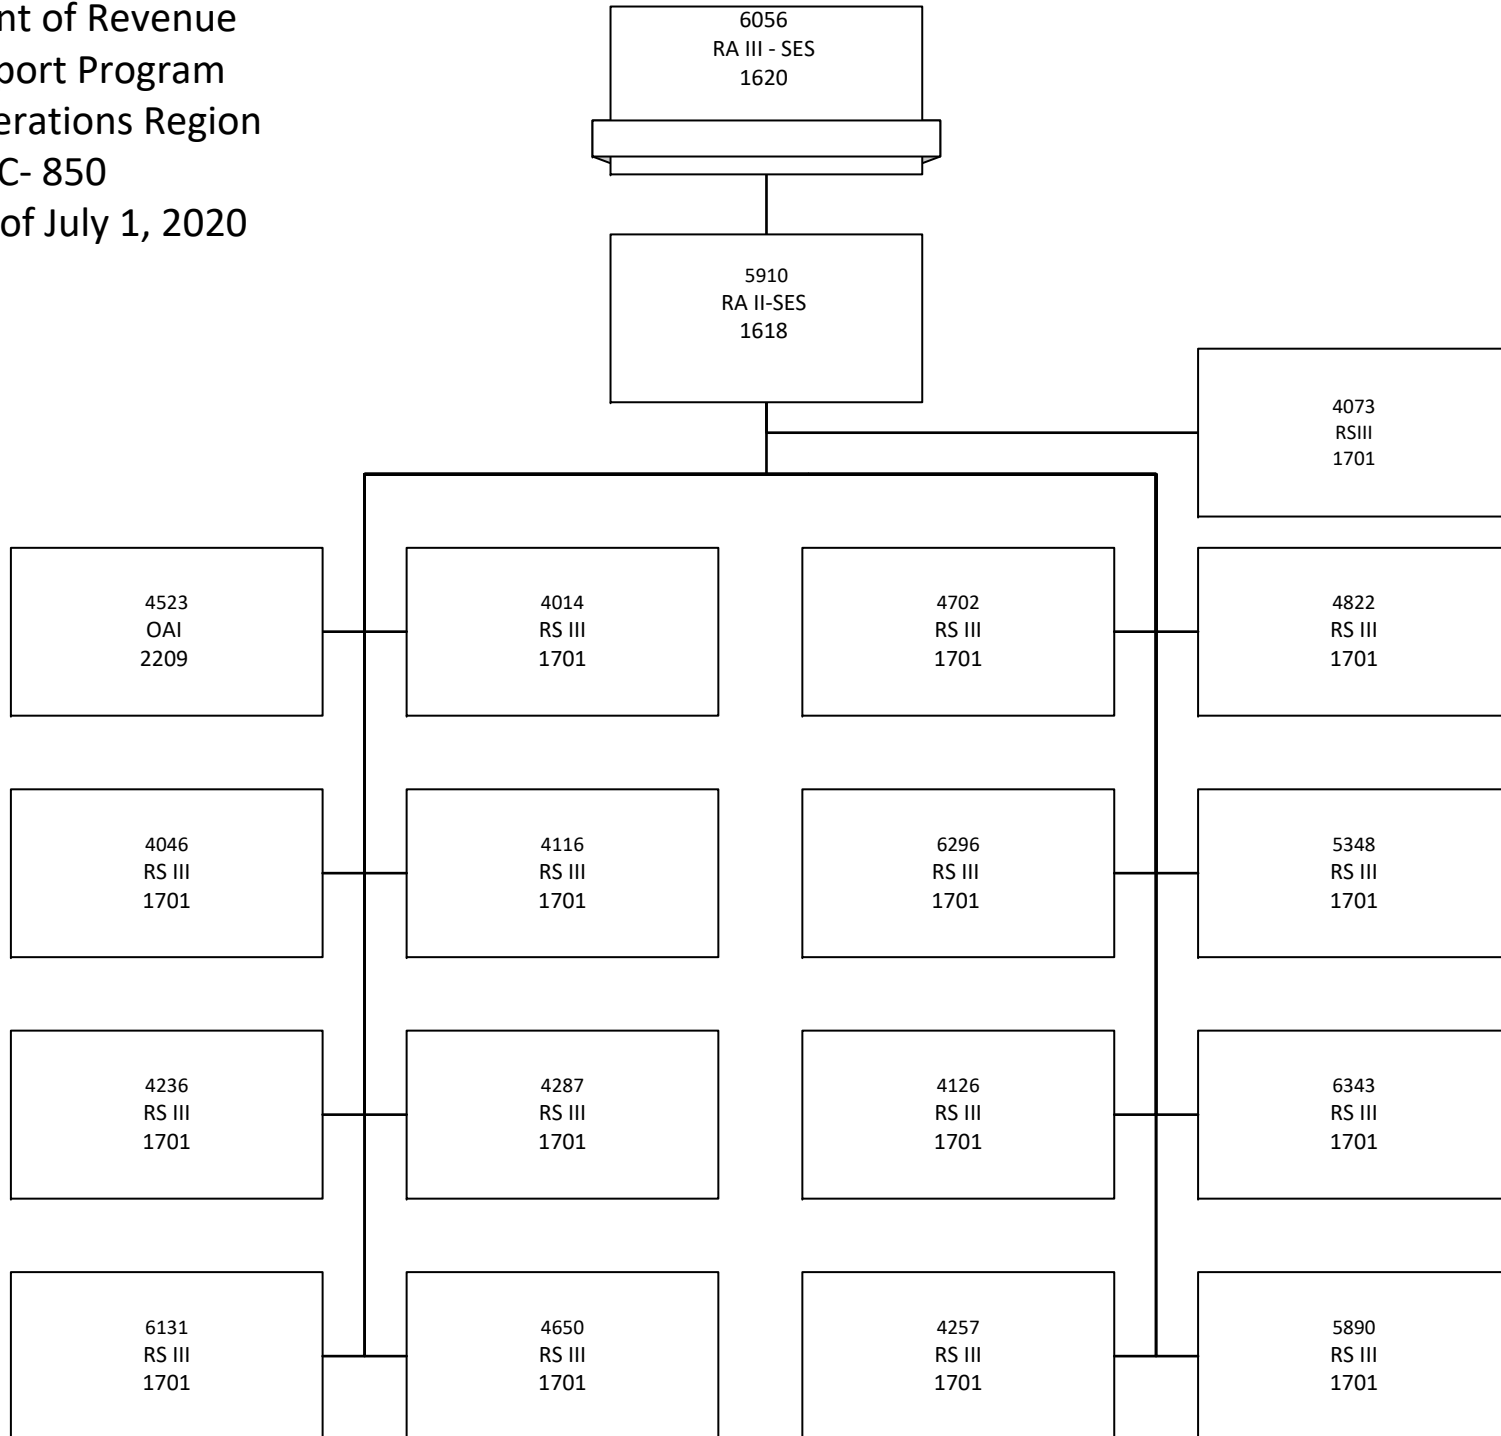 nt of Revenue
port Program
erations Region
C- 850
of July 1, 2020
6056
RA III - SES
1620
5910
RA II-SES
1618
4073
RSIII
1701
4523
OAI
2209
4014
RS III
1701
4702
RS III
1701
4822
RS III
1701
4046
RS III
1701
4116
RS III
1701
6296
RS III
1701
5348
RS III
1701
4236
RS III
1701
4287
RS III
1701
4126
RS III
1701
6343
RS III
1701
6131
RS III
1701
4650
RS III
1701
4257
RS III
1701
5890
RS III
1701